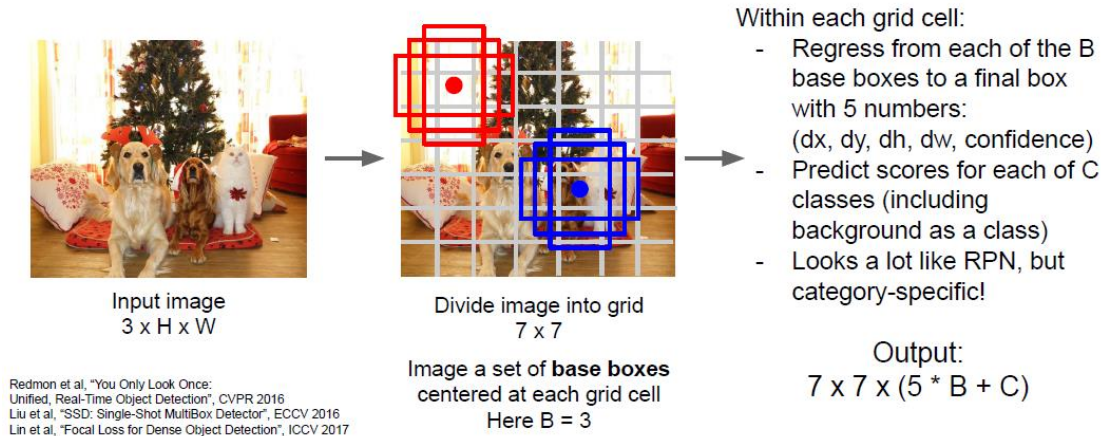 Input image
3 x H x W
Redmon et al, “You Only Look Once:
Unified, Real-Time Object Detection”, CVPR 2016
Liu et al, “SSD: Single-Shot MultiBox Detector”, ECCV 2016
Lin et al, “Focal Loss for Dense Object Detection”, ICCV 2017
Divide image into grid
7 x 7
Image a set of base boxes
centered at each grid cell
Here B = 3
Within each grid cell:
- Regress from each of the B
base boxes to a final box
with 5 numbers:
(dx, dy, dh, dw, confidence)
- Predict scores for each of C
classes (including
background as a class)
- Looks a lot like RPN, but
category-specific!
Output:
7 x 7 x (5 * B + C)